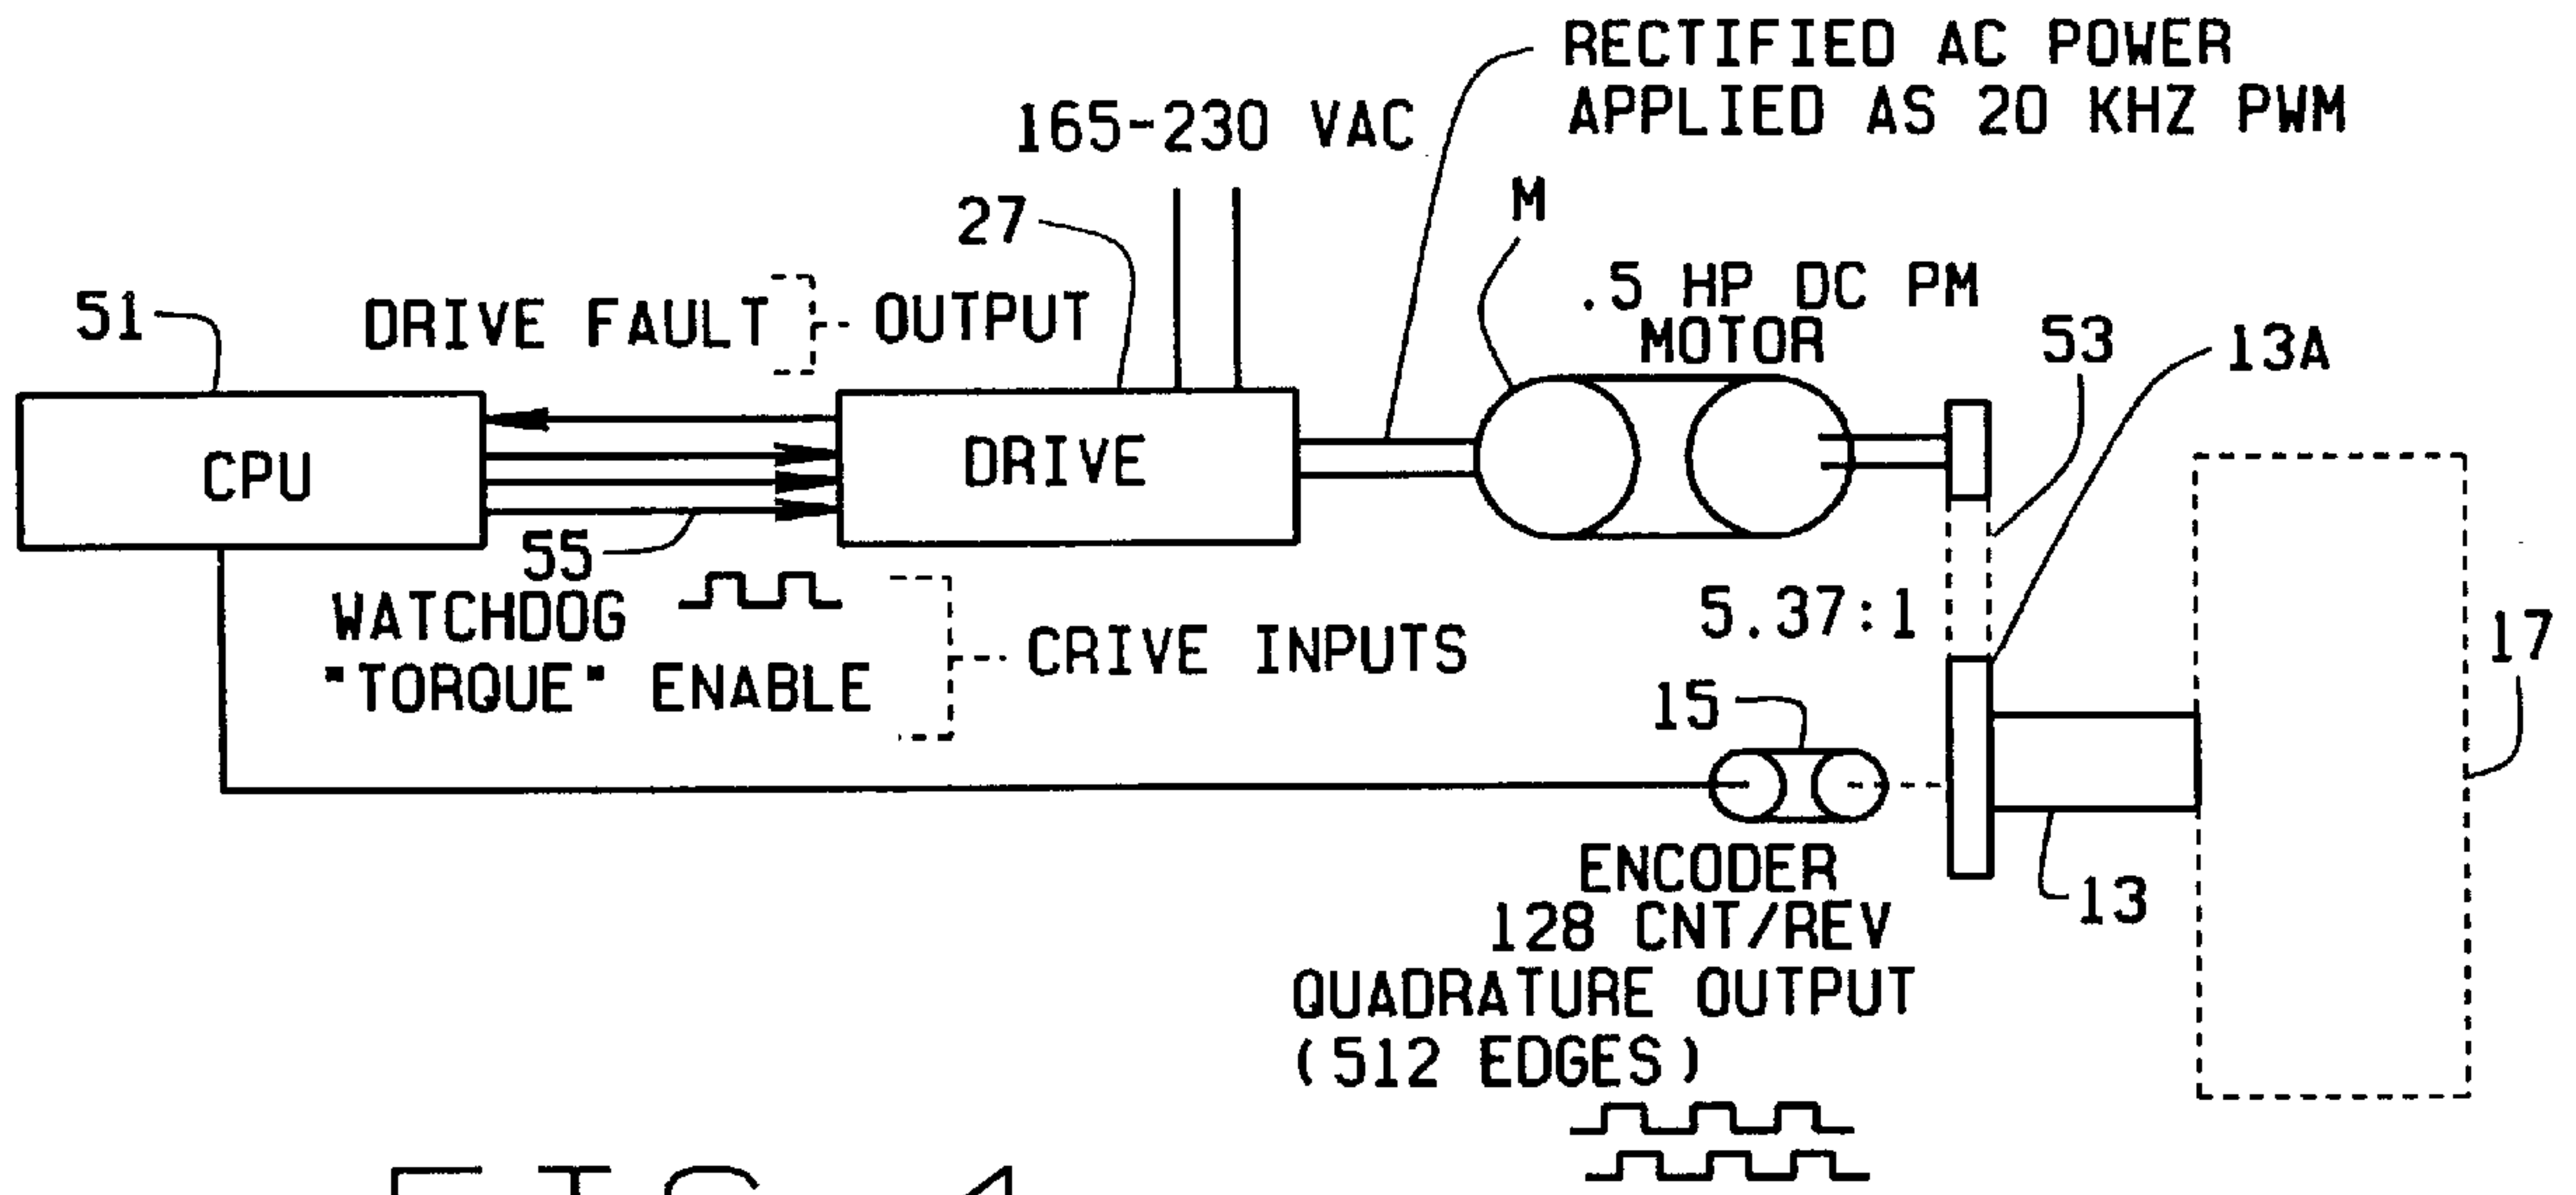 RECTIFIED AC POWER
APPLIED AS 20 KHZ PWM
165-230 VAC
27
M
.5 HP DC PM
MOTOR
51
DRIVE FAULT
OUTPUT
53
13A
CPU
DRIVE
55
WATCHDOG
"TORQUE" ENABLE
CRIVE INPUTS
5.37:1
17
15
ENCODER
128 CNT/REV
QUADRATURE OUTPUT
(512 EDGES)
13